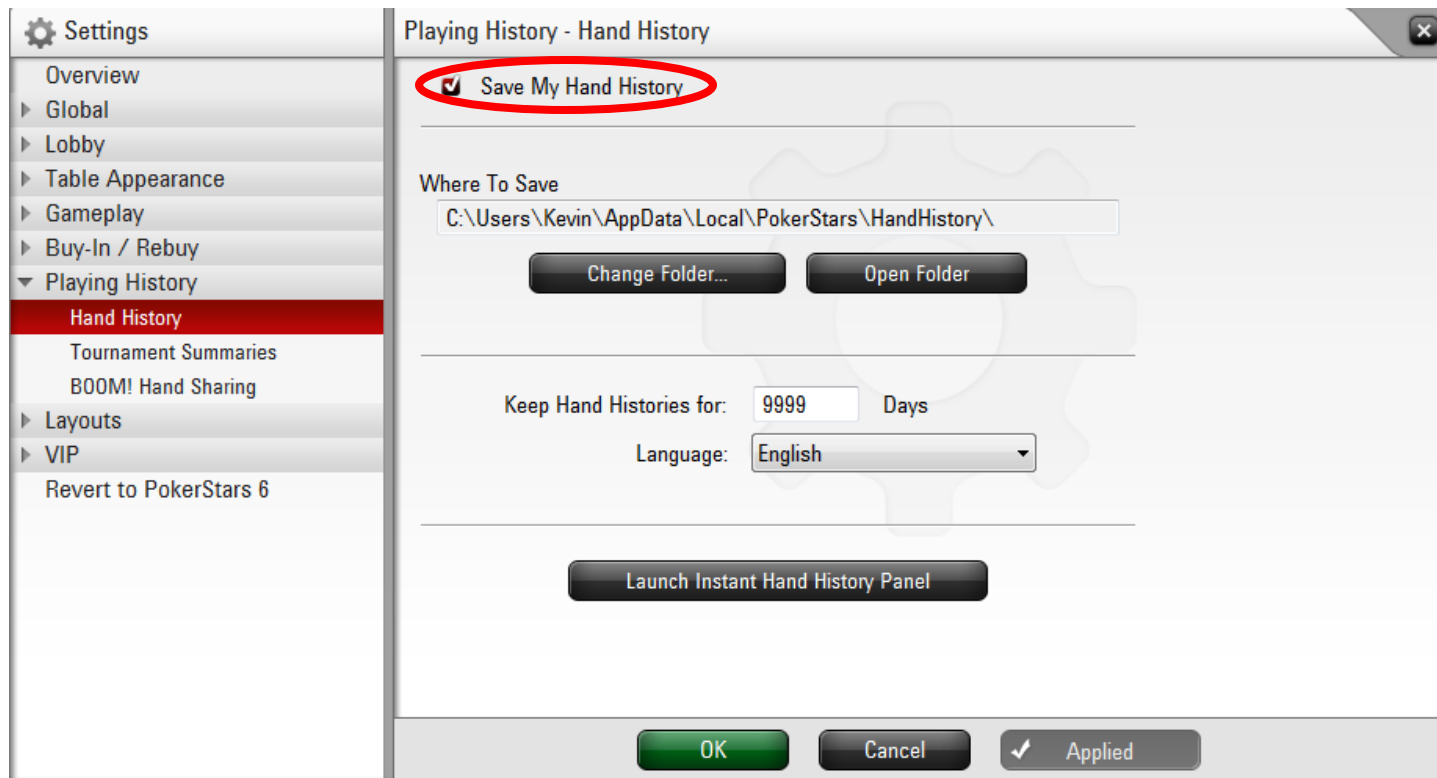 Settings
Overview
Global
Lobby
Table Appearance
Gameplay
Buy-In / Rebuy
Playing History
Hand History
Tournament Summaries
BOOM! Hand Sharing
Layouts
VIP
Revert to PokerStars 6
Playing History - Hand History
Save My Hand History
Where To Save
C:\Users\Kevin\AppData\Local\PokerStars\HandHistory\
Change Folder... Open Folder
Keep Hand Histories for: 9999 Days
Language: English
Launch Instant Hand History Panel
OK Cancel Applied